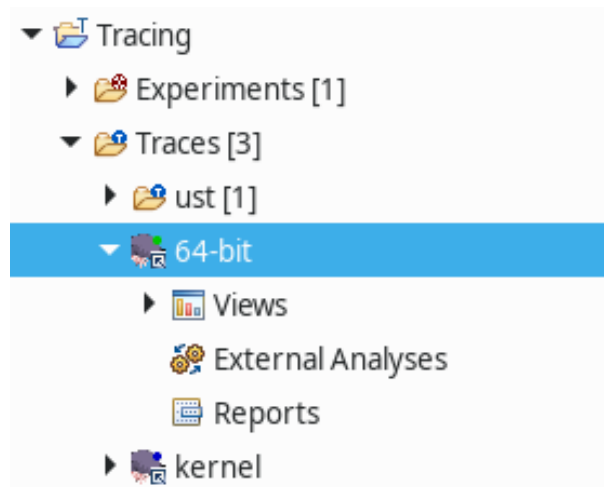 Tracing
Experiments [1]
Traces [3]
ust [1]
64-bit
Views
External Analyses
Reports
kernel